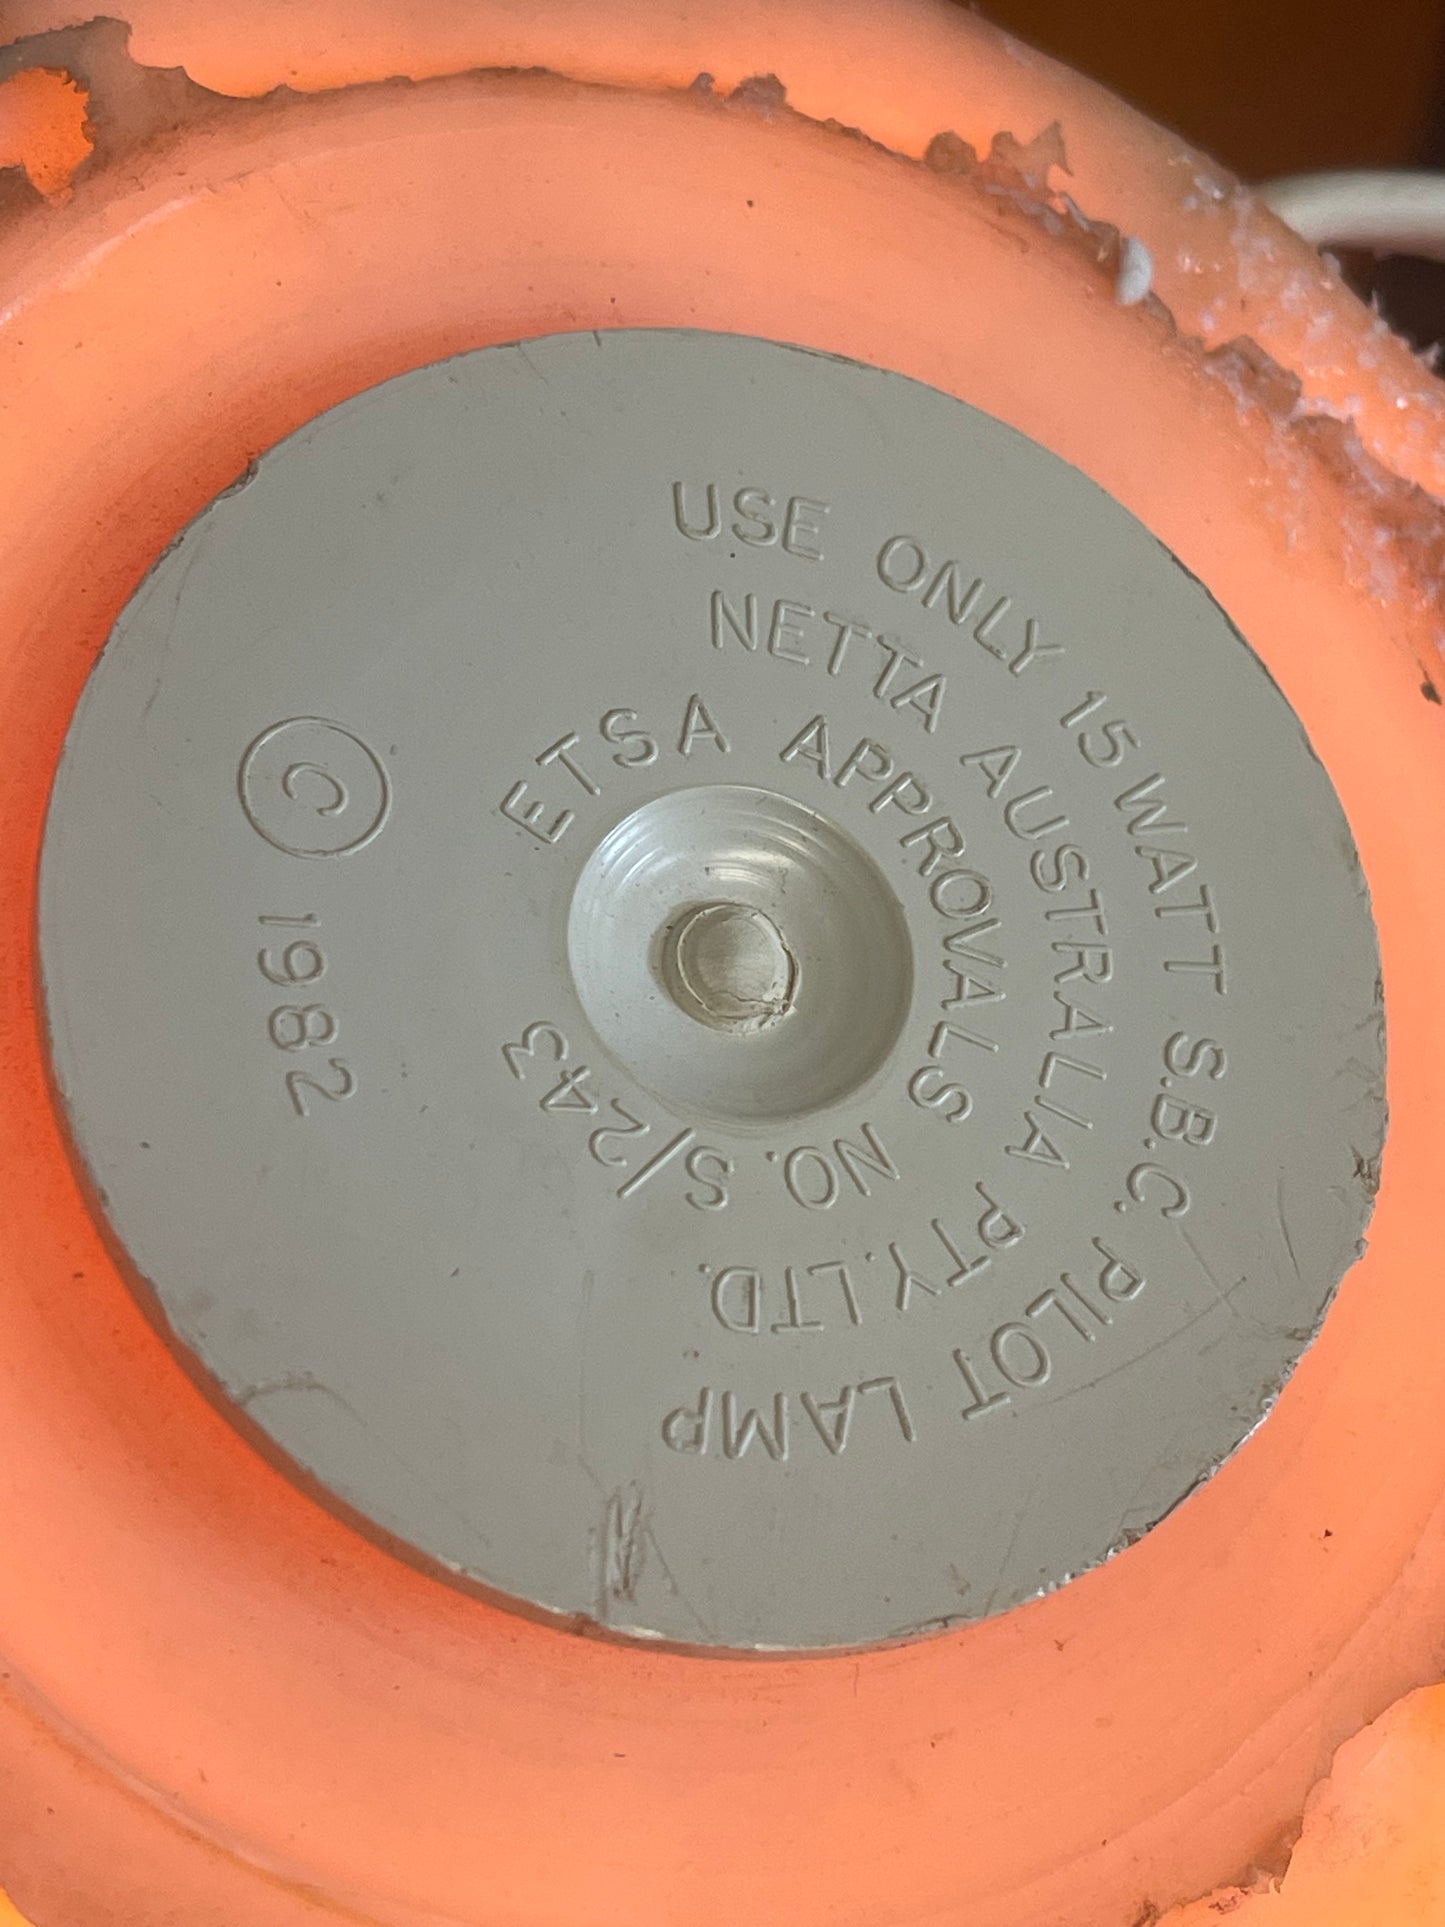 USE ONLY 15 WATT S.B.C. PILOT LAMP
NETTA AUSTRALIA PTY. LTD.
ETSA APPROVALS NO. S/243
© 1982